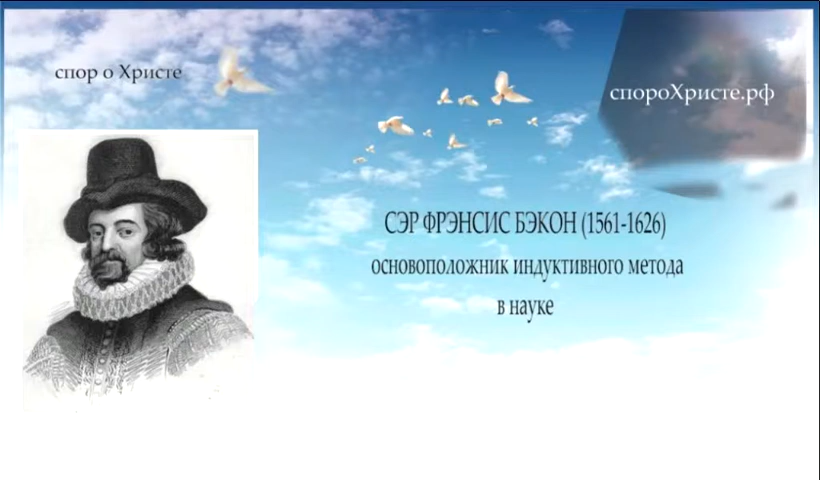 спор о Христе
спороХристе.рф
СЭР ФРЭНСИС БЭКОН (1561-1626)
основоположник индуктивного метода
в науке